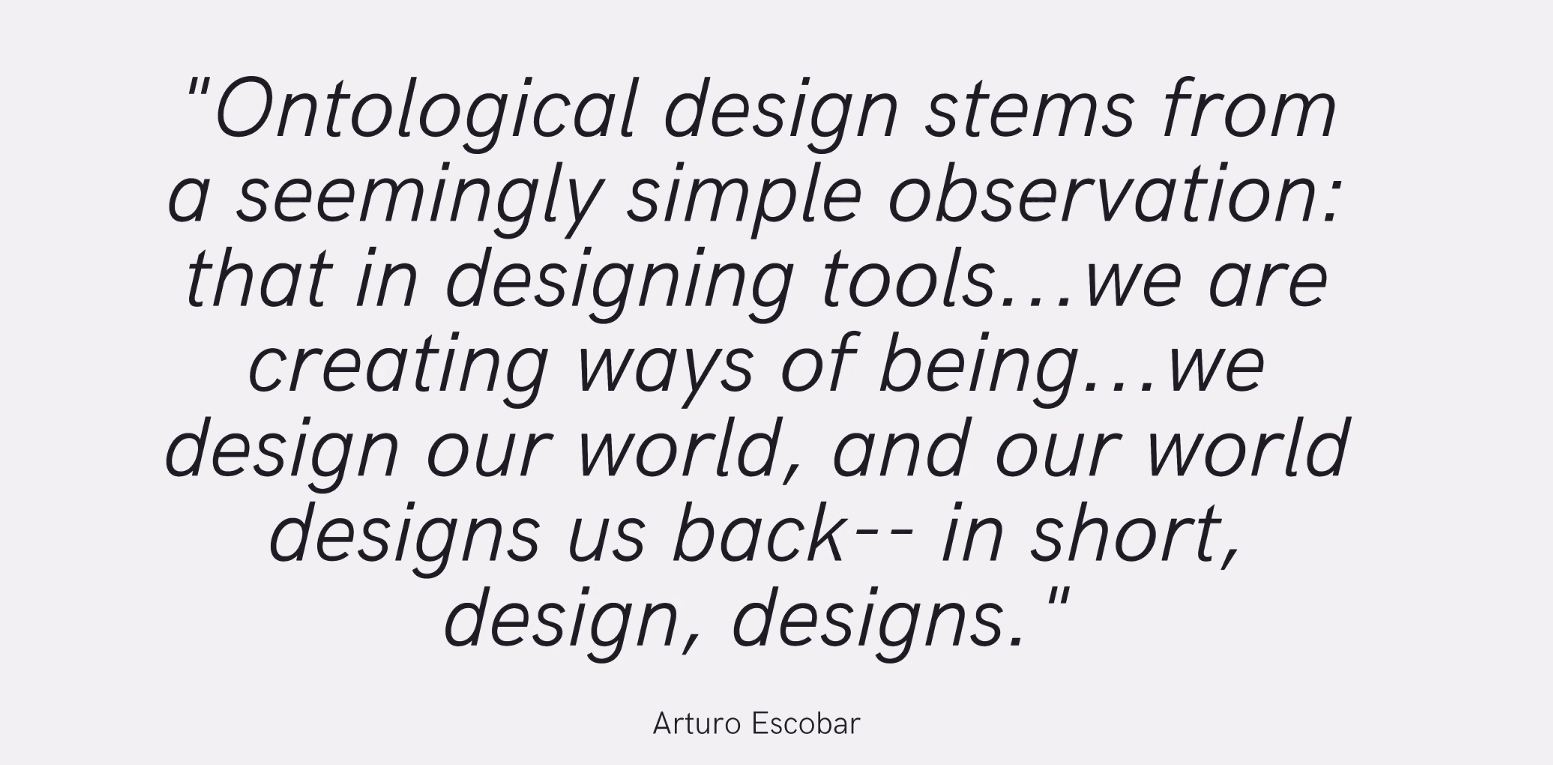 "Ontological design stems from
a seemingly simple observation:
that in designing tools...we are
creating ways of being...we
design our world, and our world
designs us back-- in short,
design, designs."
Arturo Escobar